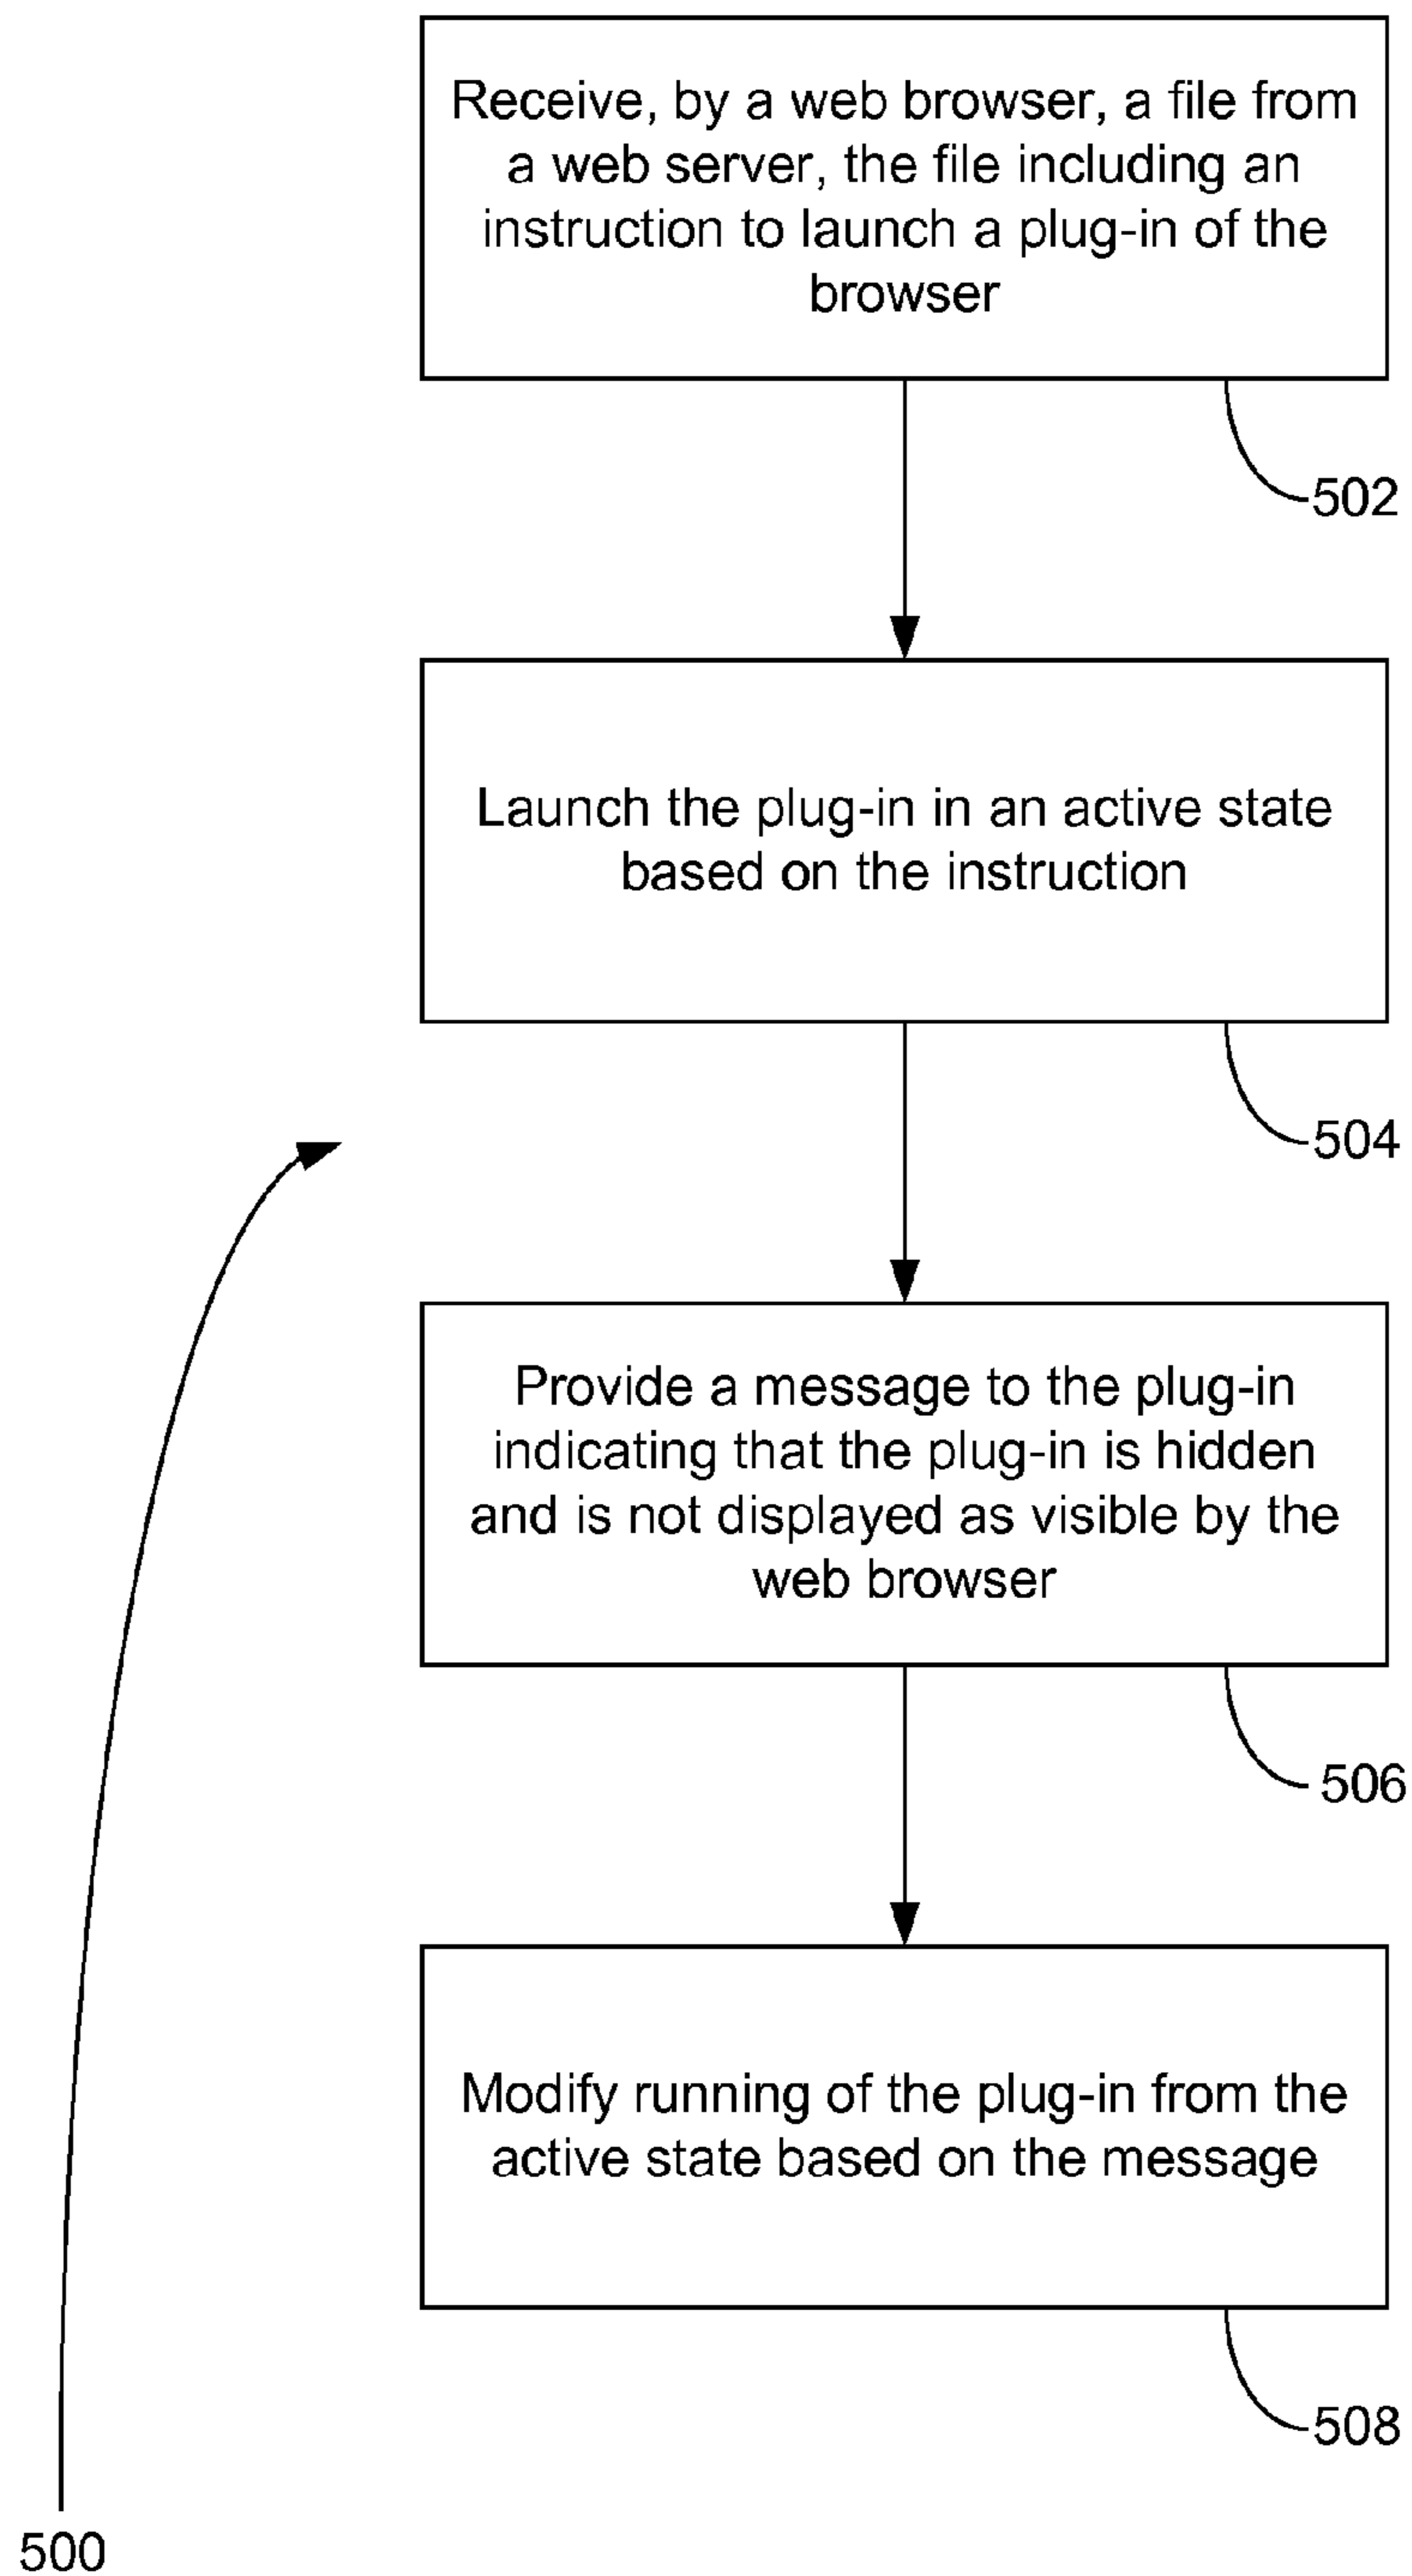 Receive, by a web browser, a file from
a web server, the file including an
instruction to launch a plug-in of the
browser
502
Launch the plug-in in an active state
based on the instruction
504
Provide a message to the plug-in
indicating that the plug-in is hidden
and is not displayed as visible by the
web browser
506
Modify running of the plug-in from the
active state based on the message
508
500